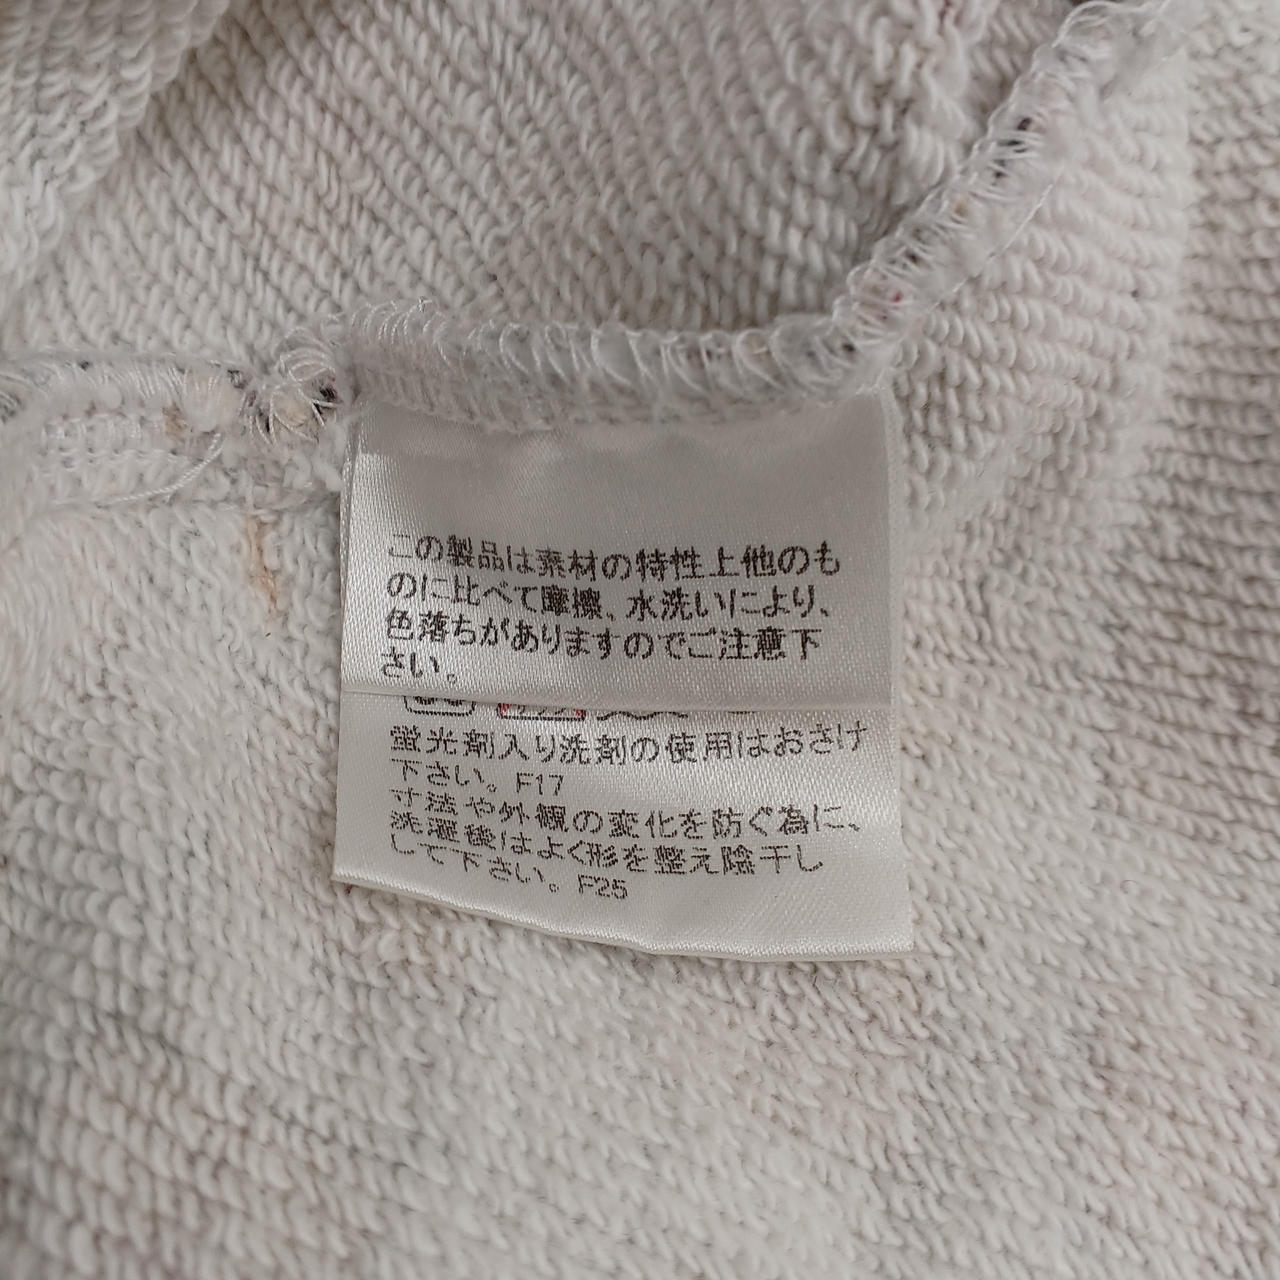 この製品は素材の特性上他のも
のに比べて摩擦、水洗いにより、
色落ちがありますのでご注意下
さい。
蛍光剤入り洗剤の使用はおさけ
下さい。F17
寸法や外観の変化を防ぐ為に、
洗濯後はよく形を整え陰干し
して下さい。F25